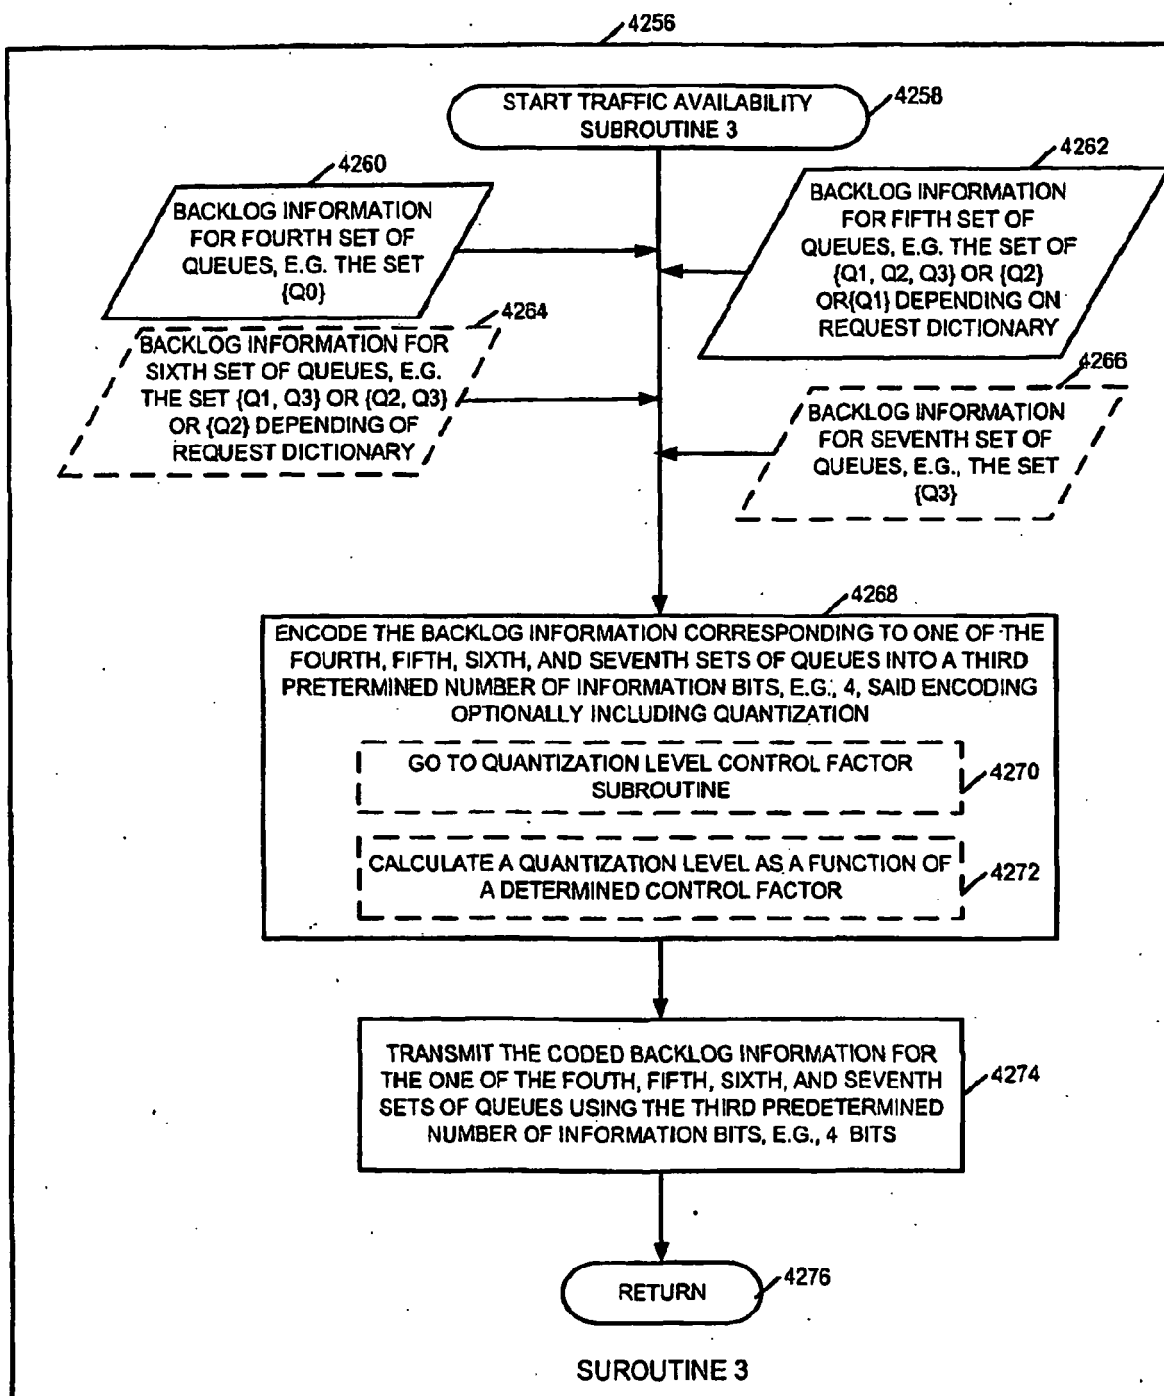 4256
START TRAFFIC AVAILABILITY
SUBROUTINE 3
4258
4260
BACKLOG INFORMATION
FOR FOURTH SET OF
QUEUES, E.G. THE SET
{Q0}
4262
BACKLOG INFORMATION
FOR FIFTH SET OF
QUEUES, E.G. THE SET OF
{Q1, Q2, Q3} OR {Q2}
OR{Q1} DEPENDING ON
REQUEST DICTIONARY
4264
BACKLOG INFORMATION FOR
SIXTH SET OF QUEUES, E.G.
THE SET {Q1, Q3} OR {Q2, Q3}
OR {Q2} DEPENDING OF
REQUEST DICTIONARY
4266
BACKLOG INFORMATION
FOR SEVENTH SET OF
QUEUES, E.G., THE SET
{Q3}
4268
ENCODE THE BACKLOG INFORMATION CORRESPONDING TO ONE OF THE
FOURTH, FIFTH, SIXTH, AND SEVENTH SETS OF QUEUES INTO A THIRD
PRETERMINED NUMBER OF INFORMATION BITS, E.G., 4, SAID ENCODING
OPTIONALLY INCLUDING QUANTIZATION
GO TO QUANTIZATION LEVEL CONTROL FACTOR
SUBROUTINE
4270
CALCULATE A QUANTIZATION LEVEL AS A FUNCTION OF
A DETERMINED CONTROL FACTOR
4272
TRANSMIT THE CODED BACKLOG INFORMATION FOR
THE ONE OF THE FOUTH, FIFTH, SIXTH, AND SEVENTH
SETS OF QUEUES USING THE THIRD PREDETERMINED
NUMBER OF INFORMATION BITS, E.G., 4 BITS
4274
RETURN
4276
SUROUTINE 3